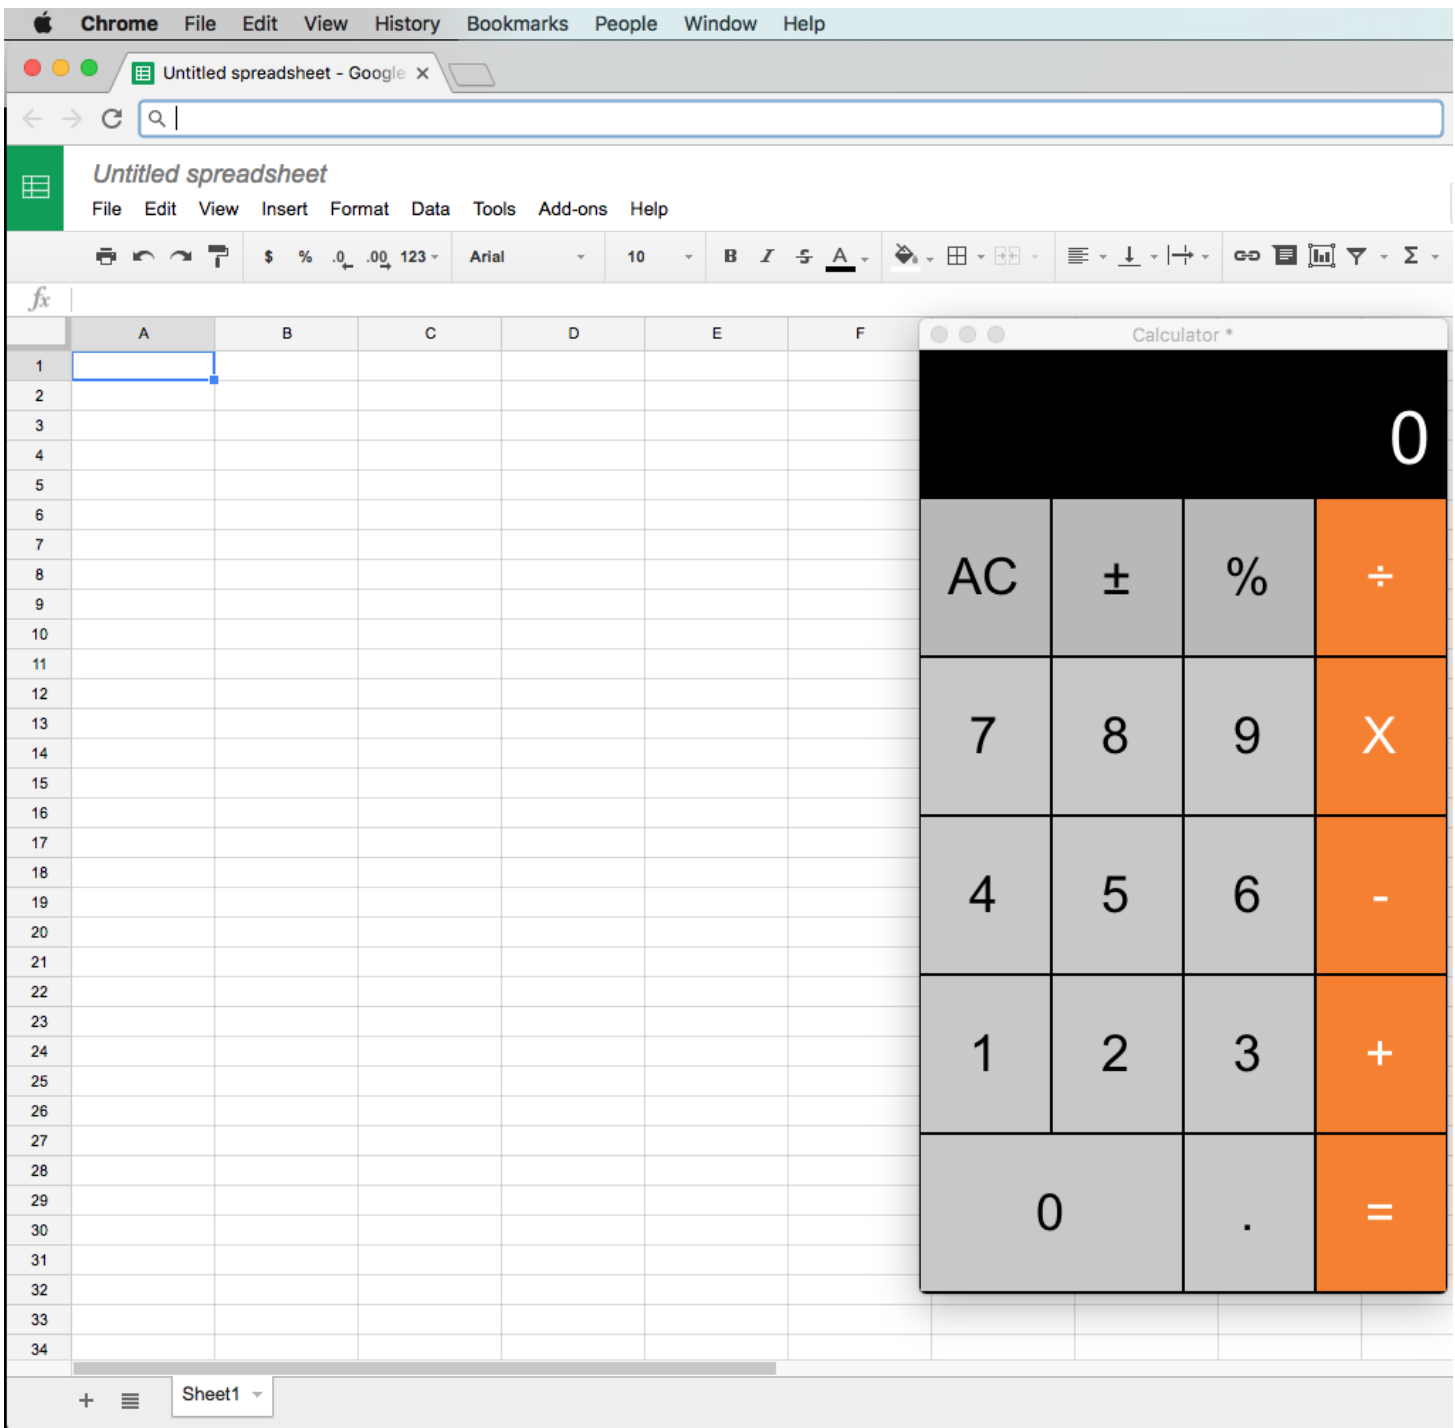 Chrome File Edit View History Bookmarks People Window Help
Untitled spreadsheet - Google
Untitled spreadsheet
File Edit View Insert Format Data Tools Add-ons Help
$ % .0 .00 123 Arial 10 B I S A Σ
fx
A B C D E F
Calculator *
1
2
3
4
5
6
7
8
9
10
11
12
13
14
15
16
17
18
19
20
21
22
23
24
25
26
27
28
29
30
31
32
33
34
0
AC ± % ÷
7 8 9 X
4 5 6 -
1 2 3 +
0 . =
Sheet1